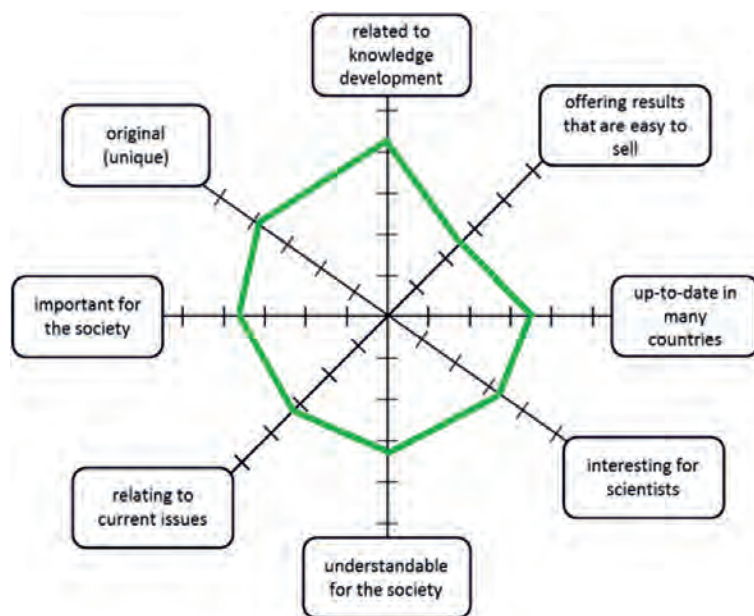 related to
knowledge
development
offering results
that are easy to
sell
original
(unique)
important for
the society
up-to-date in
many
countries
relating to
current issues
interesting for
scientists
understandable
for the society